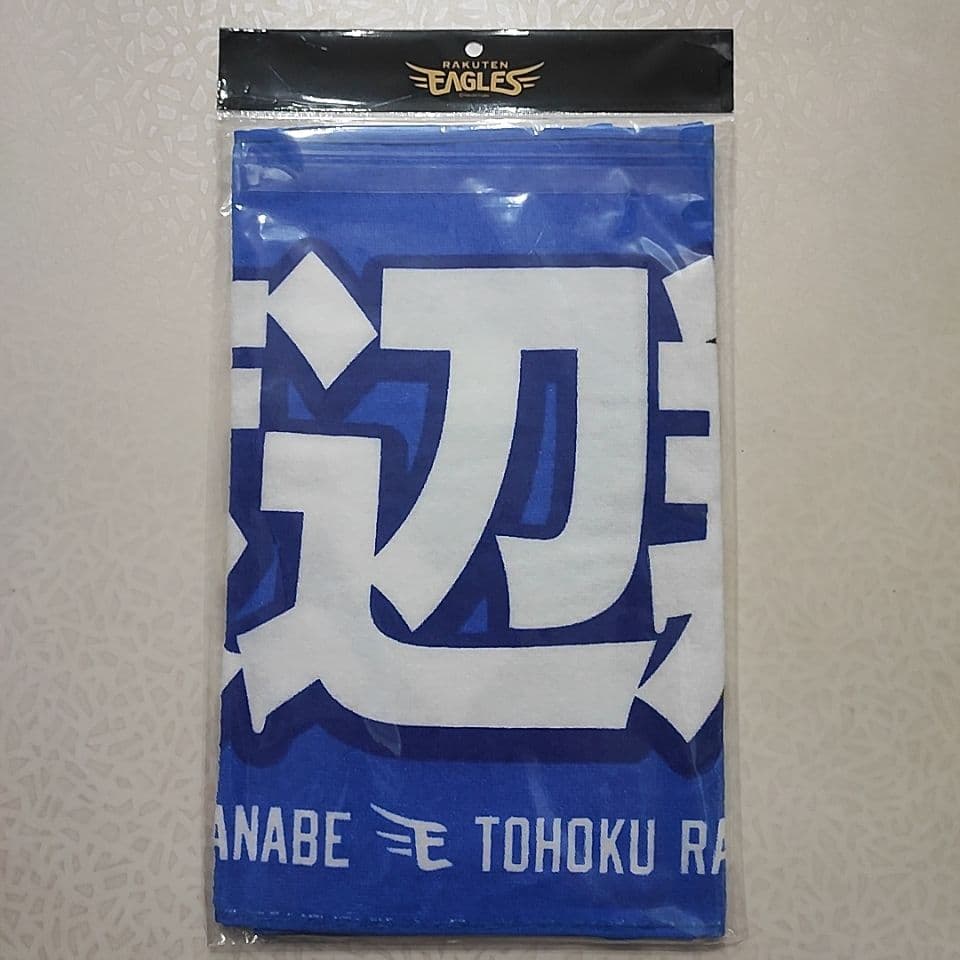 RAKUTEN
EAGLES
辺
ANABE E TOHOKU RA